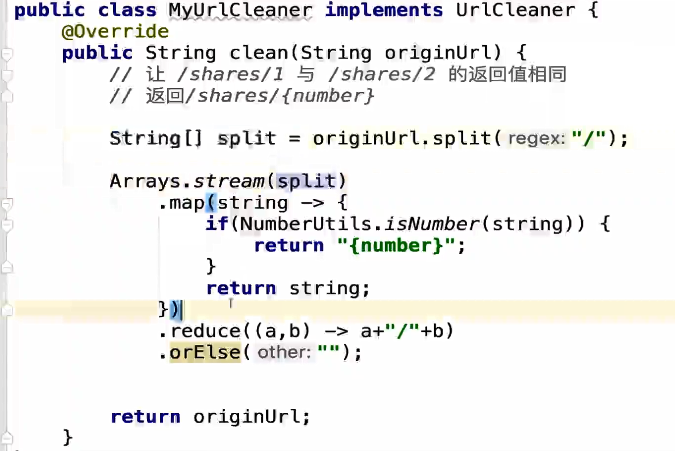 public class MyUrlCleaner implements UrlCleaner {
@Override
public String clean(String originUrl) {
// 让 /shares/1 与 /shares/2 的返回值相同
// 返回/shares/{number}
String[] split = originUrl.split( regex: "/");
Arrays.stream(split)
.map(string -> {
if(NumberUtils.isNumber(string)) {
return "{number}";
}
return string;
})
.reduce((a,b) -> a+"/"+b)
.orElse( other: "");
return originUrl;
}